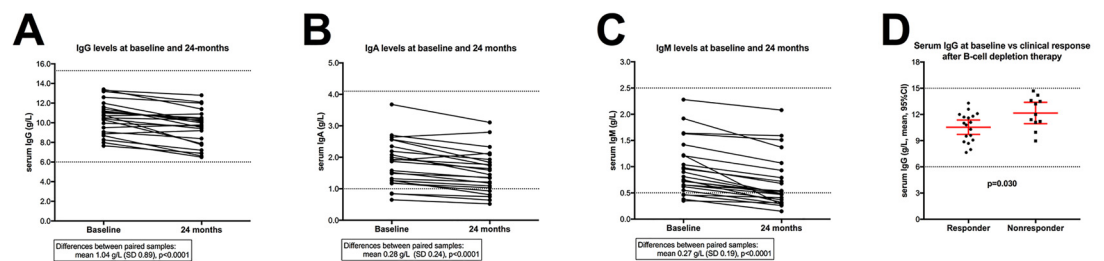 A
IgG levels at baseline and 24-months
serum IgG (g/L)
16.0
14.0
12.0
10.0
8.0
6.0
4.0
2.0
0.0
Baseline
24 months
Differences between paired samples:
mean 1.04 g/L (SD 0.89), p<0.0001
B
IgA levels at baseline and 24 months
serum IgA (g/L)
5.0
4.0
3.0
2.0
1.0
0.0
Baseline
24 months
Differences between paired samples:
mean 0.28 g/L (SD 0.24), p<0.0001
C
IgM levels at baseline and 24 months
serum IgM (g/L)
3.0
2.5
2.0
1.5
1.0
0.5
0.0
Baseline
24 months
Differences between paired samples:
mean 0.27 g/L (SD 0.19), p<0.0001
D
Serum IgG at baseline vs clinical response
after B-cell depletion therapy
serum IgG (g/L, mean, 95%CI)
18
15
12
9
6
3
0
p=0.030
Responder
Nonresponder